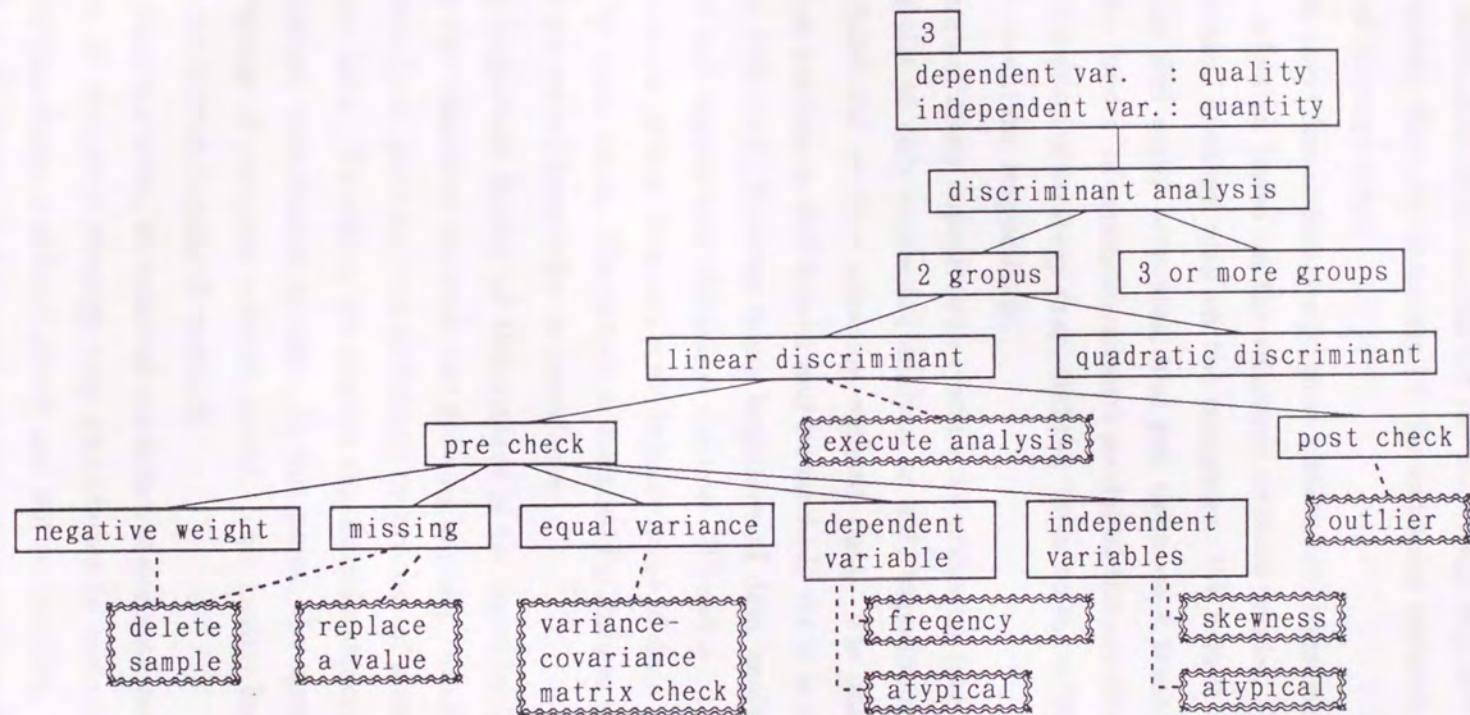 3
dependent var. : quality
independent var.: quantity
discriminant analysis
2 gropus
3 or more groups
linear discriminant
quadratic discriminant
pre check
execute analysis
post check
negative weight
missing
equal variance
dependent
variable
independent
variables
outlier
delete
sample
replace
a value
variance-
covariance
matrix check
freqency
atypical
skewness
atypical